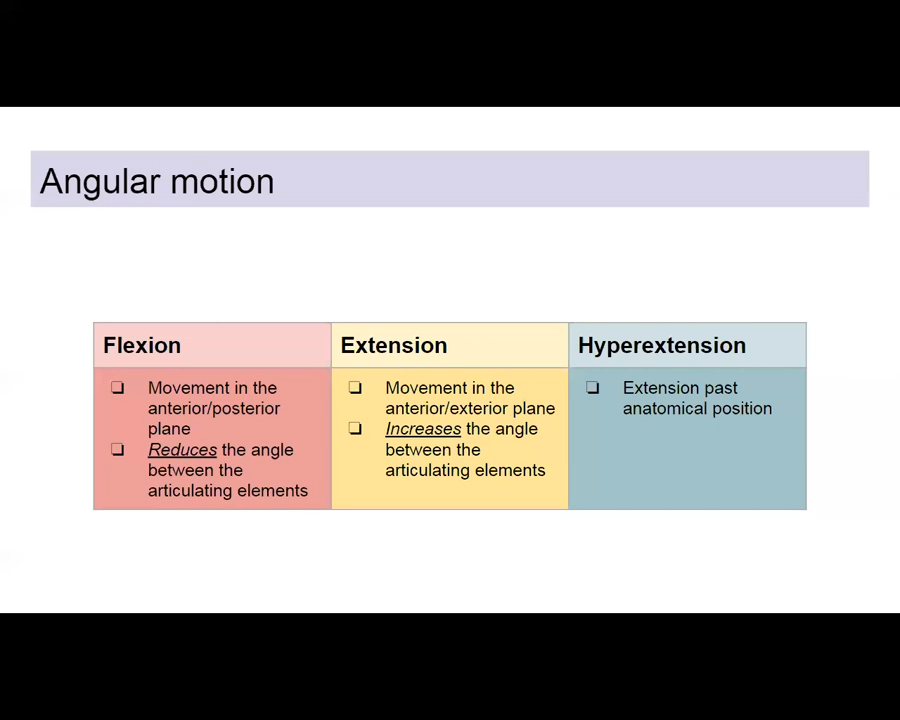 Angular motion
Flexion
Extension
Hyperextension
❏ Movement in the
anterior/posterior
plane
❏ Reduces the angle
between the
articulating elements
❏ Movement in the
anterior/exterior plane
❏ Increases the angle
between the
articulating elements
❏ Extension past
anatomical position